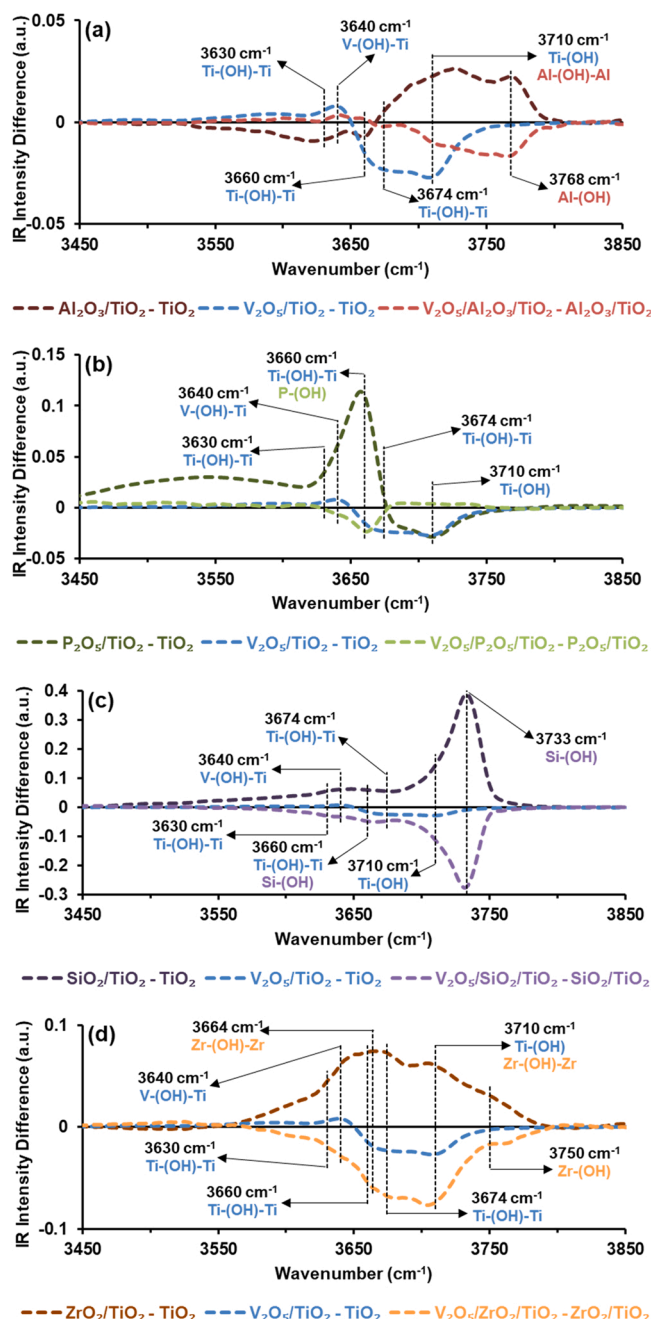 (a)
IR Intensity Difference (a.u.)
0.05
0
-0.05
3640 cm⁻¹
V-(OH)-Ti
3630 cm⁻¹
Ti-(OH)-Ti
3710 cm⁻¹
Ti-(OH)
Al-(OH)-Al
3660 cm⁻¹
Ti-(OH)-Ti
3674 cm⁻¹
Ti-(OH)-Ti
3768 cm⁻¹
Al-(OH)
3450 3550 3650 3750 3850
Wavenumber (cm⁻¹)
Al₂O₃/TiO₂ - TiO₂ V₂O₅/TiO₂ - TiO₂ V₂O₅/Al₂O₃/TiO₂ - Al₂O₃/TiO₂
(b)
IR Intensity Difference (a.u.)
0.15
0.1
0.05
0
-0.05
3660 cm⁻¹
Ti-(OH)-Ti
P-(OH)
3640 cm⁻¹
V-(OH)-Ti
3630 cm⁻¹
Ti-(OH)-Ti
3674 cm⁻¹
Ti-(OH)-Ti
3710 cm⁻¹
Ti-(OH)
3450 3550 3650 3750 3850
Wavenumber (cm⁻¹)
P₂O₅/TiO₂ - TiO₂ V₂O₅/TiO₂ - TiO₂ V₂O₅/P₂O₅/TiO₂ - P₂O₅/TiO₂
(c)
IR Intensity Difference (a.u.)
0.4
0.3
0.2
0.1
0
-0.1
-0.2
-0.3
3674 cm⁻¹
Ti-(OH)-Ti
3640 cm⁻¹
V-(OH)-Ti
3733 cm⁻¹
Si-(OH)
3630 cm⁻¹
Ti-(OH)-Ti
3660 cm⁻¹
Ti-(OH)-Ti
Si-(OH)
3710 cm⁻¹
Ti-(OH)
3450 3550 3650 3750 3850
Wavenumber (cm⁻¹)
SiO₂/TiO₂ - TiO₂ V₂O₅/TiO₂ - TiO₂ V₂O₅/SiO₂/TiO₂ - SiO₂/TiO₂
(d)
IR Intensity Difference (a.u.)
0.1
0
-0.1
3664 cm⁻¹
Zr-(OH)-Zr
3640 cm⁻¹
V-(OH)-Ti
3710 cm⁻¹
Ti-(OH)
Zr-(OH)-Zr
3630 cm⁻¹
Ti-(OH)-Ti
3660 cm⁻¹
Ti-(OH)-Ti
3750 cm⁻¹
Zr-(OH)
3674 cm⁻¹
Ti-(OH)-Ti
3450 3550 3650 3750 3850
Wavenumber (cm⁻¹)
ZrO₂/TiO₂ - TiO₂ V₂O₅/TiO₂ - TiO₂ V₂O₅/ZrO₂/TiO₂ - ZrO₂/TiO₂